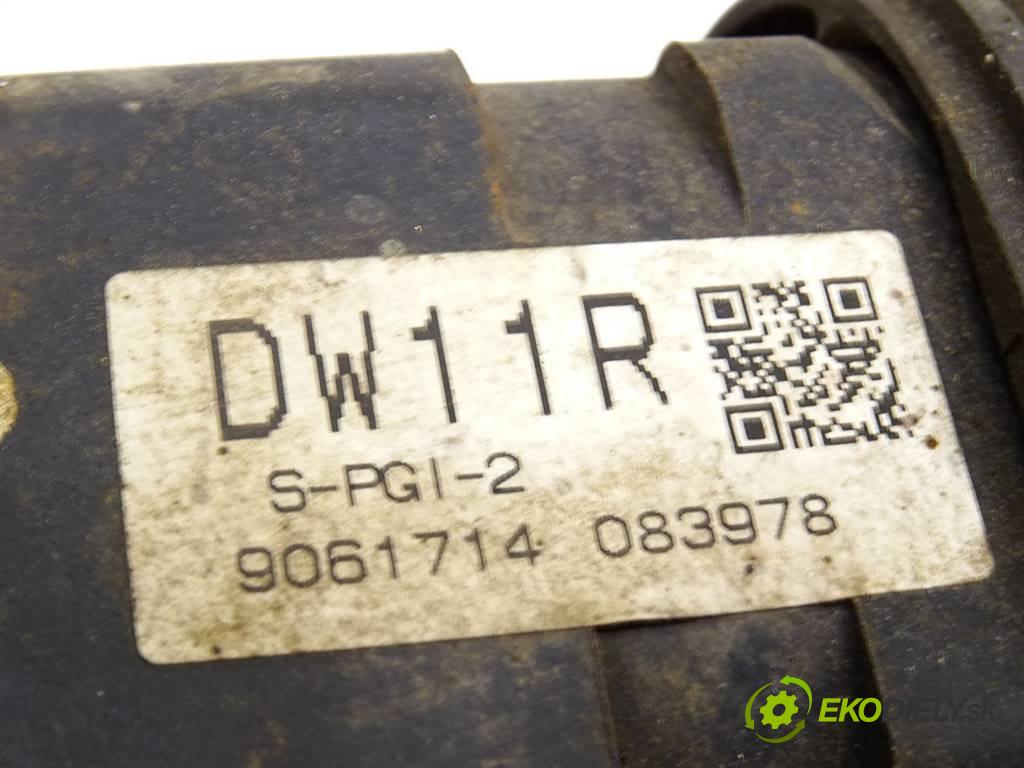 DW11R
S-PGI-2
9061714 083978
EKODIELY.sk